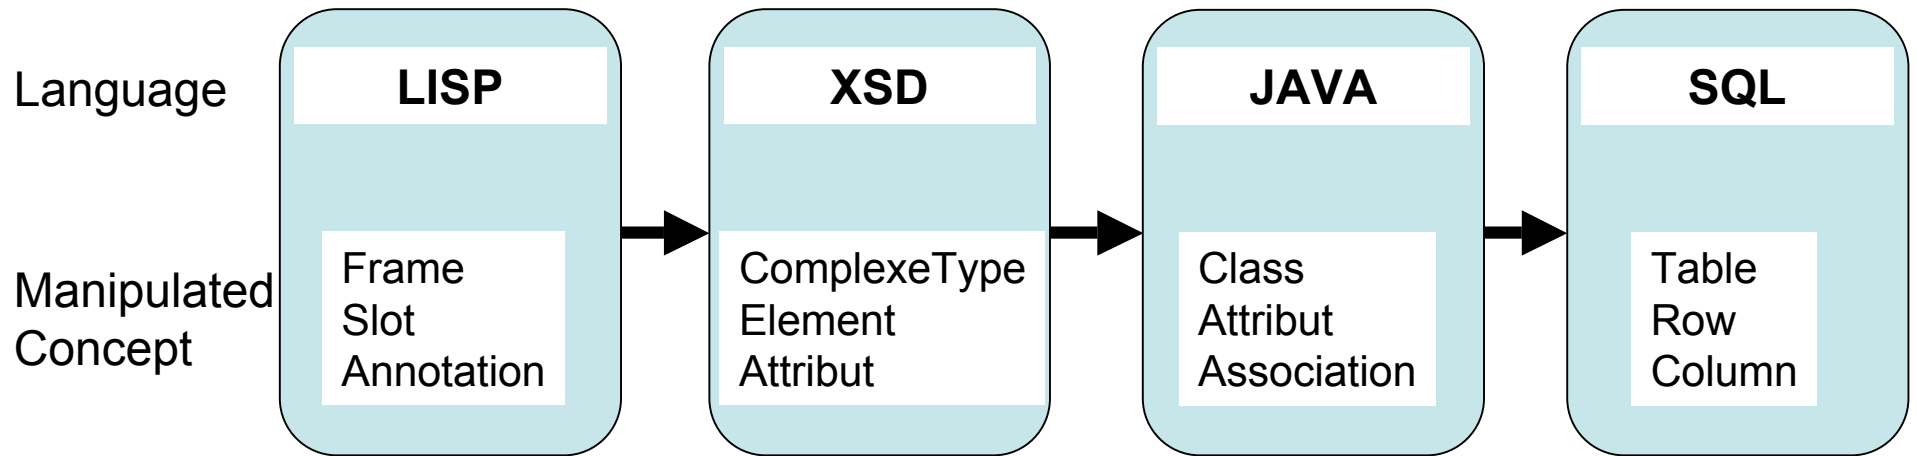 Language
LISP
XSD
JAVA
SQL
Manipulated
Concept
Frame
Slot
Annotation
ComplexeType
Element
Attribut
Class
Attribut
Association
Table
Row
Column